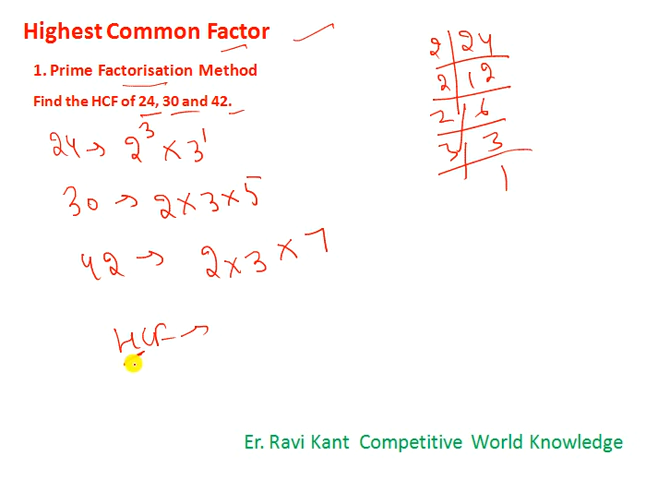 Highest Common Factor
1. Prime Factorisation Method
Find the HCF of 24, 30 and 42.
24 → 2³ × 3¹
30 → 2 × 3 × 5
42 → 2 × 3 × 7
HCF →
2 | 24
2 | 12
2 | 6
3 | 3
| 1
Er. Ravi Kant Competitive World Knowledge